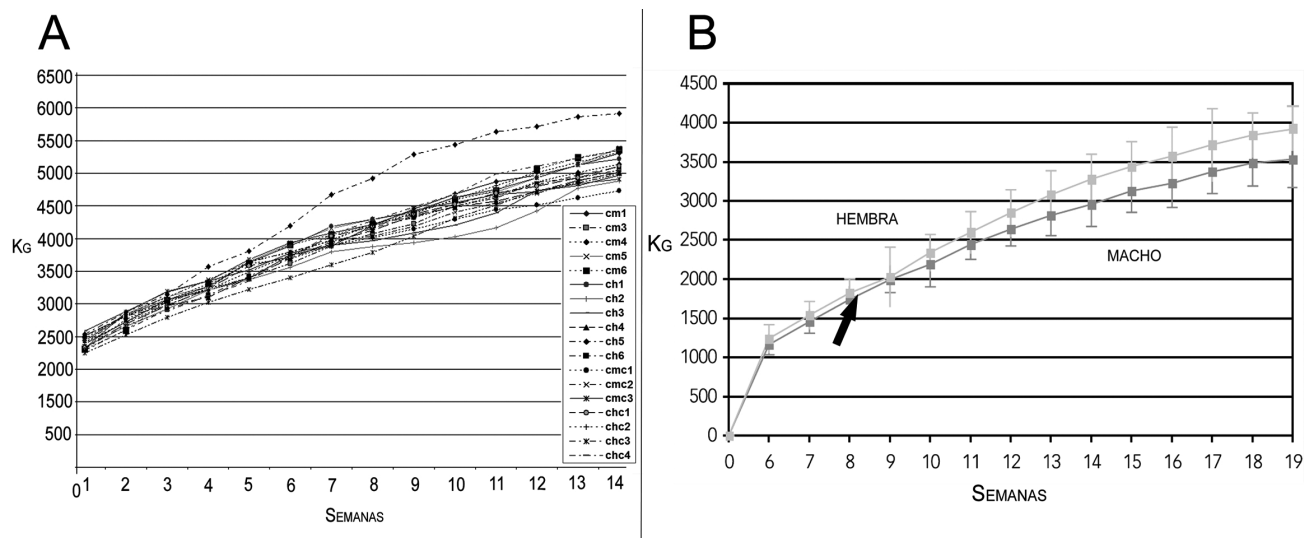 A
6500
6000
5500
5000
4500
4000
KG
3500
3000
2500
2000
1500
1000
500
0 1 2 3 4 5 6 7 8 9 10 11 12 13 14
SEMANAS
cm1
cm3
cm4
cm5
cm6
ch1
ch2
ch3
ch4
ch5
ch6
cmc1
cmc2
cmc3
chc1
chc2
chc3
chc4
B
4500
4000
3500
3000
2500
KG
2000
1500
1000
500
0
HEMBRA
MACHO
0 6 7 8 9 10 11 12 13 14 15 16 17 18 19
SEMANAS